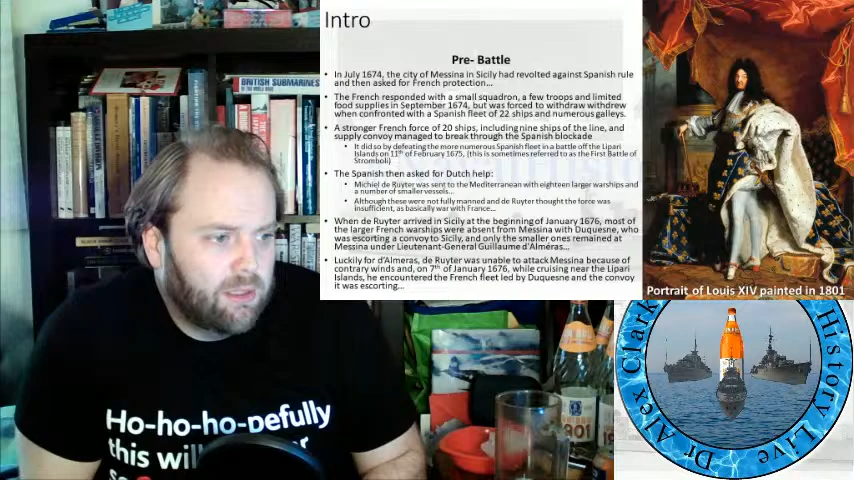 Intro
Pre- Battle
• In July 1674, the city of Messina in Sicily had revolted against Spanish rule
and then asked for French protection...
• The French responded with a small squadron, a few troops and limited
food supplies in September 1674, but was forced to withdraw withdrew
when confronted with a Spanish fleet of 22 ships and numerous galleys.
• A stronger French force of 20 ships, including nine ships of the line, and
supply convoy managed to break through the Spanish blockade
• It did so by defeating the more numerous Spanish fleet in a battle off the Lipari
Islands on 11th of February 1675, (this is sometimes referred to as the First Battle of
Stromboli)
• The Spanish then asked for Dutch help:
• Michiel de Ruyter was sent to the Mediterranean with eighteen larger warships and
a number of smaller vessels...
• Although these were not fully manned and de Ruyter thought the force was
insufficient, as basically war with France...
• When de Ruyter arrived in Sicily at the beginning of January 1676, most of
the larger French warships were absent from Messina with Duquesne, who
was escorting a convoy to Sicily, and only the smaller ones remained at
Messina under Lieutenant-General Guillaume d'Alméras...
• Luckily for d'Almeras, de Ruyter was unable to attack Messina because of
contrary winds and, on 7th of January 1676, while cruising near the Lipari
Islands, he encountered the French fleet led by Duquesne and the convoy
it was escorting...
Portrait of Louis XIV painted in 1801
BRITISH SUBMARINES
Ho-ho-ho-pefully
this will
so
901
Dr Alex Clark
History Live